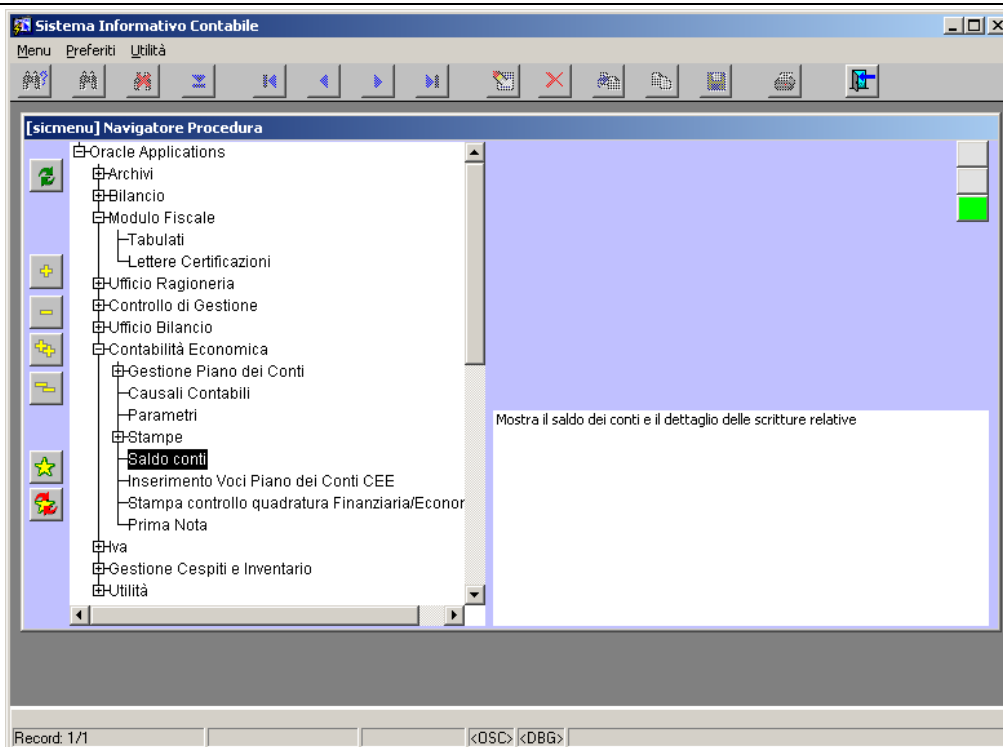 Sistema Informativo Contabile
Menu Preferiti Utilità
[sicmenu] Navigatore Procedura
Oracle Applications
Archivi
Bilancio
Modulo Fiscale
Tabulati
Lettere Certificazioni
Ufficio Ragioneria
Controllo di Gestione
Ufficio Bilancio
Contabilità Economica
Gestione Piano dei Conti
Causali Contabili
Parametri
Stampe
Saldo conti
Inserimento Voci Piano dei Conti CEE
Stampa controllo quadratura Finanziaria/Econor
Prima Nota
Iva
Gestione Cespiti e Inventario
Utilità
Mostra il saldo dei conti e il dettaglio delle scritture relative
Record: 1/1 <OSC> <DBG>